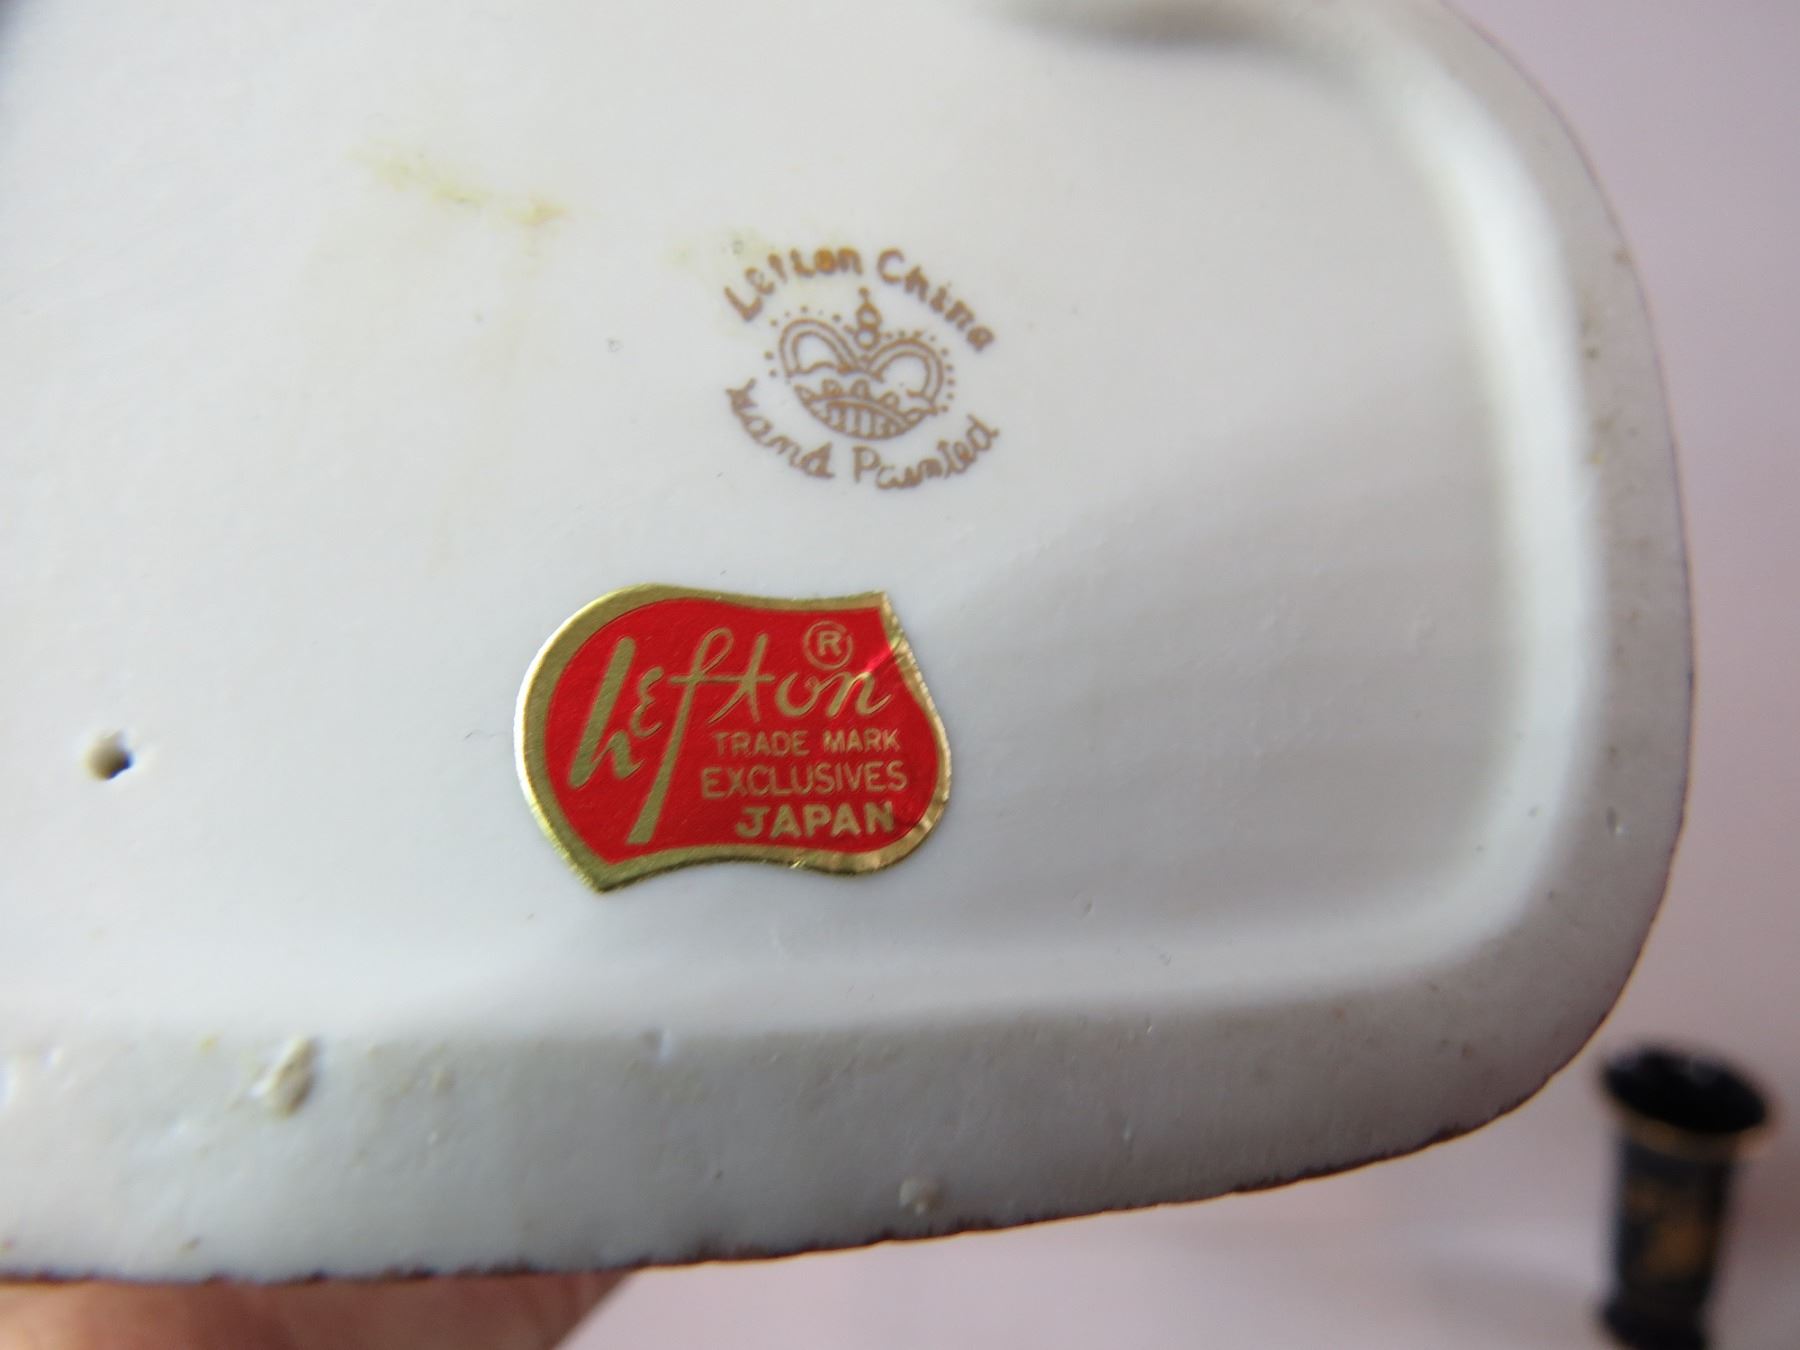 Lefton China
Hand Painted
Lefton ®
TRADE MARK
EXCLUSIVES
JAPAN